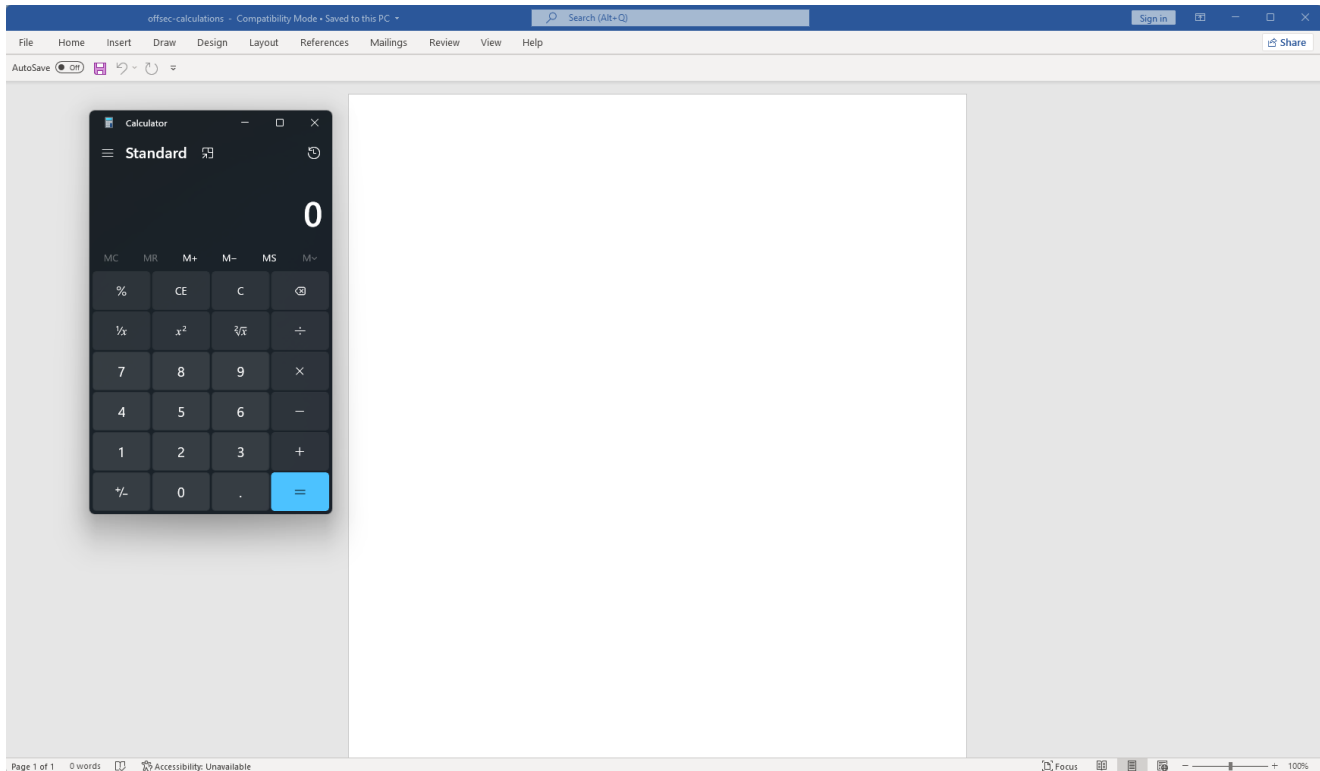 offsec-calculations - Compatibility Mode • Saved to this PC
Search (Alt+Q)
Sign in
File Home Insert Draw Design Layout References Mailings Review View Help
Share
AutoSave Off
Calculator
Standard
0
MC MR M+ M− MS M
% CE C
1/x x² ²√x ÷
7 8 9 ×
4 5 6 −
1 2 3 +
+/− 0 . =
Page 1 of 1 0 words Accessibility: Unavailable
Focus
− + 100%